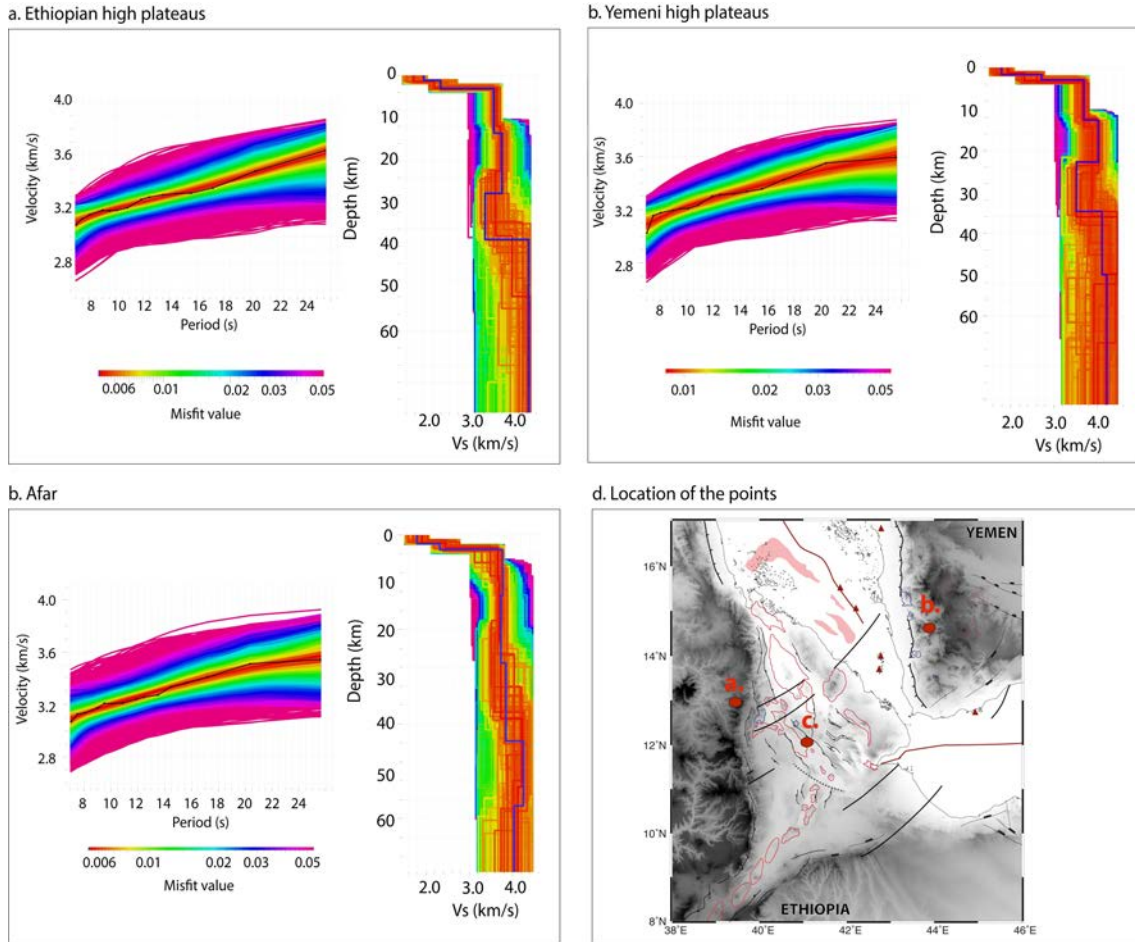 a. Ethiopian high plateaus
4.0
3.6
3.2
2.8
Velocity (km/s)
8 10 12 14 16 18 20 22 24
Period (s)
0.006 0.01 0.02 0.03 0.05
Misfit value
0
10
20
30
40
50
60
Depth (km)
2.0 3.0 4.0
Vs (km/s)
b. Yemeni high plateaus
4.0
3.6
3.2
2.8
Velocity (km/s)
8 10 12 14 16 18 20 22 24
Period (s)
0.01 0.02 0.03 0.05
Misfit value
0
10
20
30
40
50
60
Depth (km)
2.0 3.0 4.0
Vs (km/s)
b. Afar
4.0
3.6
3.2
2.8
Velocity (km/s)
8 10 12 14 16 18 20 22 24
Period (s)
0.006 0.01 0.02 0.03 0.05
Misfit value
0
10
20
30
40
50
60
Depth (km)
2.0 3.0 4.0
Vs (km/s)
d. Location of the points
YEMEN
16°N
b.
14°N
a.
c.
12°N
10°N
ETHIOPIA
8°N
38°E 40°E 42°E 44°E 46°E